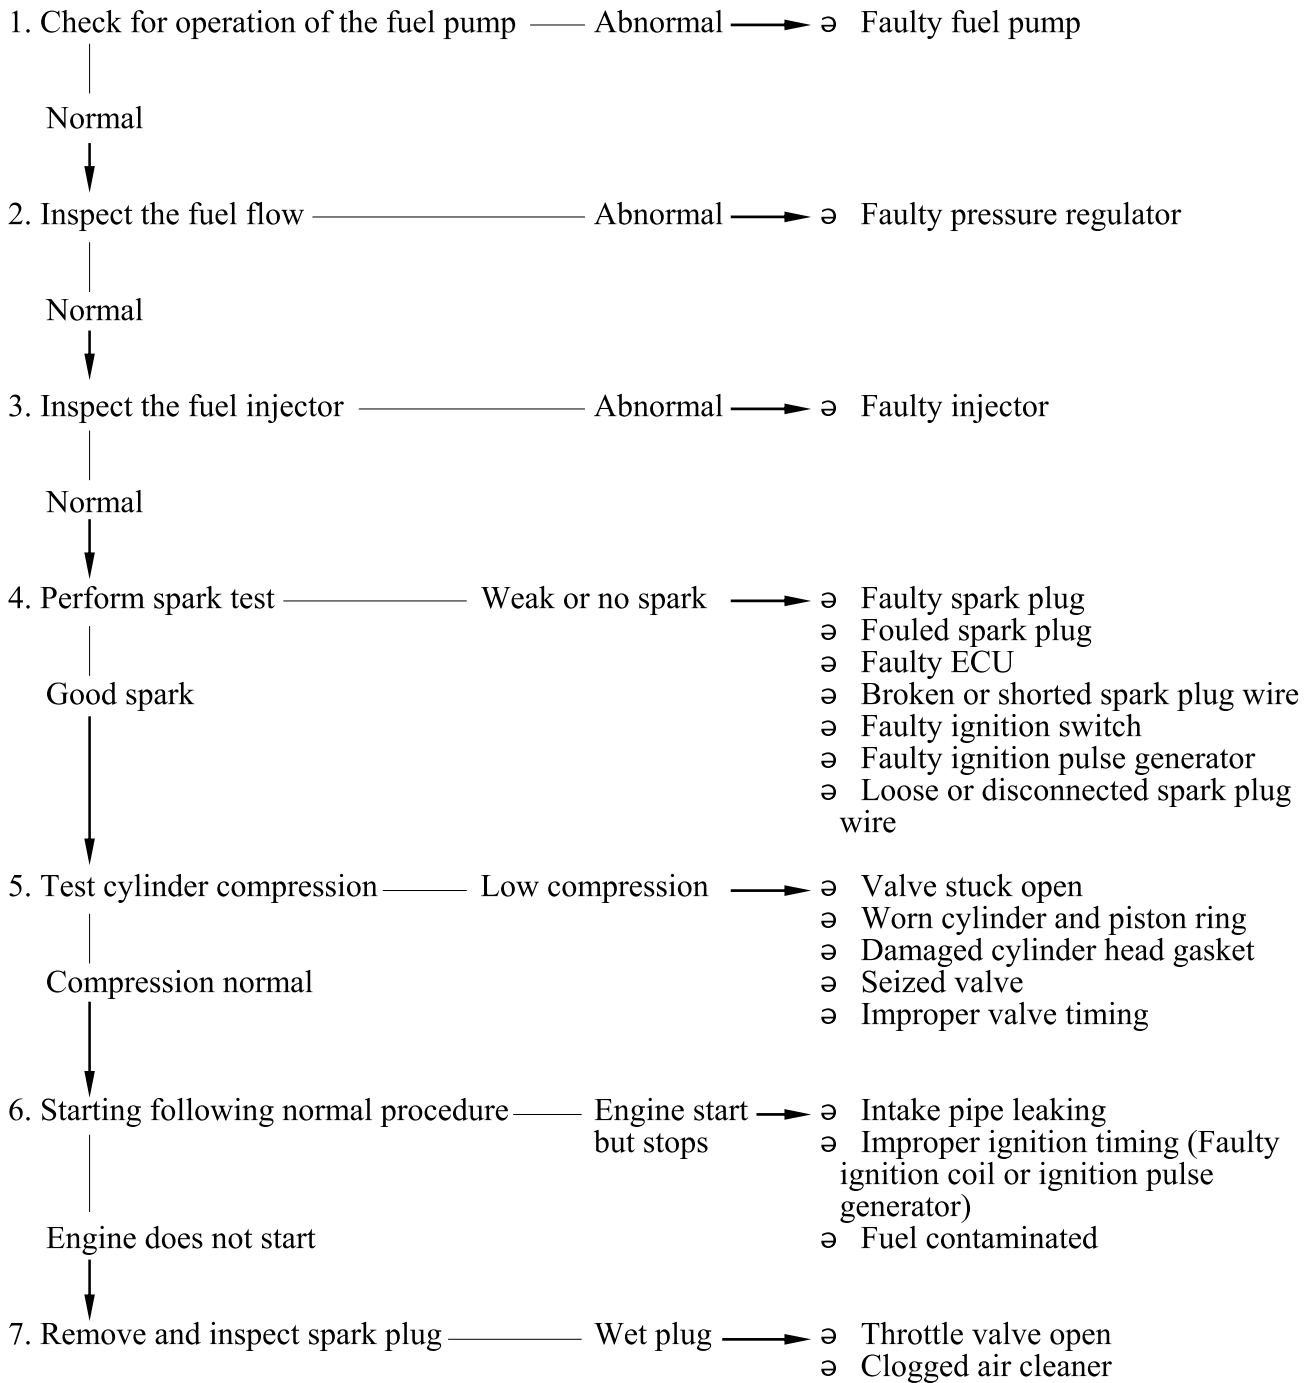 1. Check for operation of the fuel pump Abnormal ə Faulty fuel pump
Normal
2. Inspect the fuel flow Abnormal ə Faulty pressure regulator
Normal
3. Inspect the fuel injector Abnormal ə Faulty injector
Normal
4. Perform spark test Weak or no spark ə Faulty spark plug
ə Fouled spark plug
ə Faulty ECU
Good spark ə Broken or shorted spark plug wire
ə Faulty ignition switch
ə Faulty ignition pulse generator
ə Loose or disconnected spark plug
wire
5. Test cylinder compression Low compression ə Valve stuck open
ə Worn cylinder and piston ring
ə Damaged cylinder head gasket
Compression normal ə Seized valve
ə Improper valve timing
6. Starting following normal procedure Engine start ə Intake pipe leaking
but stops ə Improper ignition timing (Faulty
ignition coil or ignition pulse
generator)
Engine does not start ə Fuel contaminated
7. Remove and inspect spark plug Wet plug ə Throttle valve open
ə Clogged air cleaner